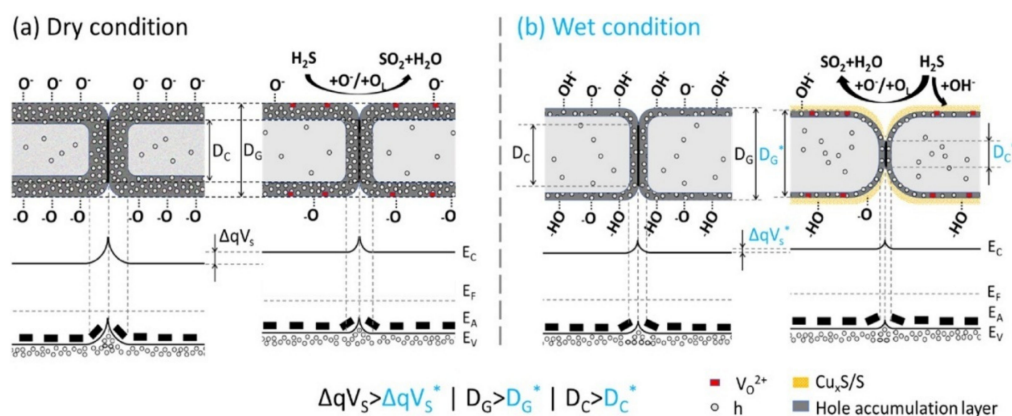 (a) Dry condition
(b) Wet condition
H₂S SO₂+H₂O
+O⁻/+O_L
O⁻ O⁻ O⁻ O⁻ O⁻
O⁻ O⁻
D_C D_G
-O -O -O -O -O
-O -O
ΔqV_S
SO₂+H₂O H₂S
+O⁻/+O_L +OH⁻
OH⁻ O⁻ OH⁻ OH⁻ O⁻ OH⁻
OH⁻
D_C D_G D_G* D_C*
-HO -O -HO -O -HO
-HO -O -HO
ΔqV_S*
E_C
E_F
E_A
E_V
E_C
E_F
E_A
E_V
ΔqV_S>ΔqV_S* | D_G>D_G* | D_C>D_C*
V_O²⁺ Cu_xS/S
h Hole accumulation layer